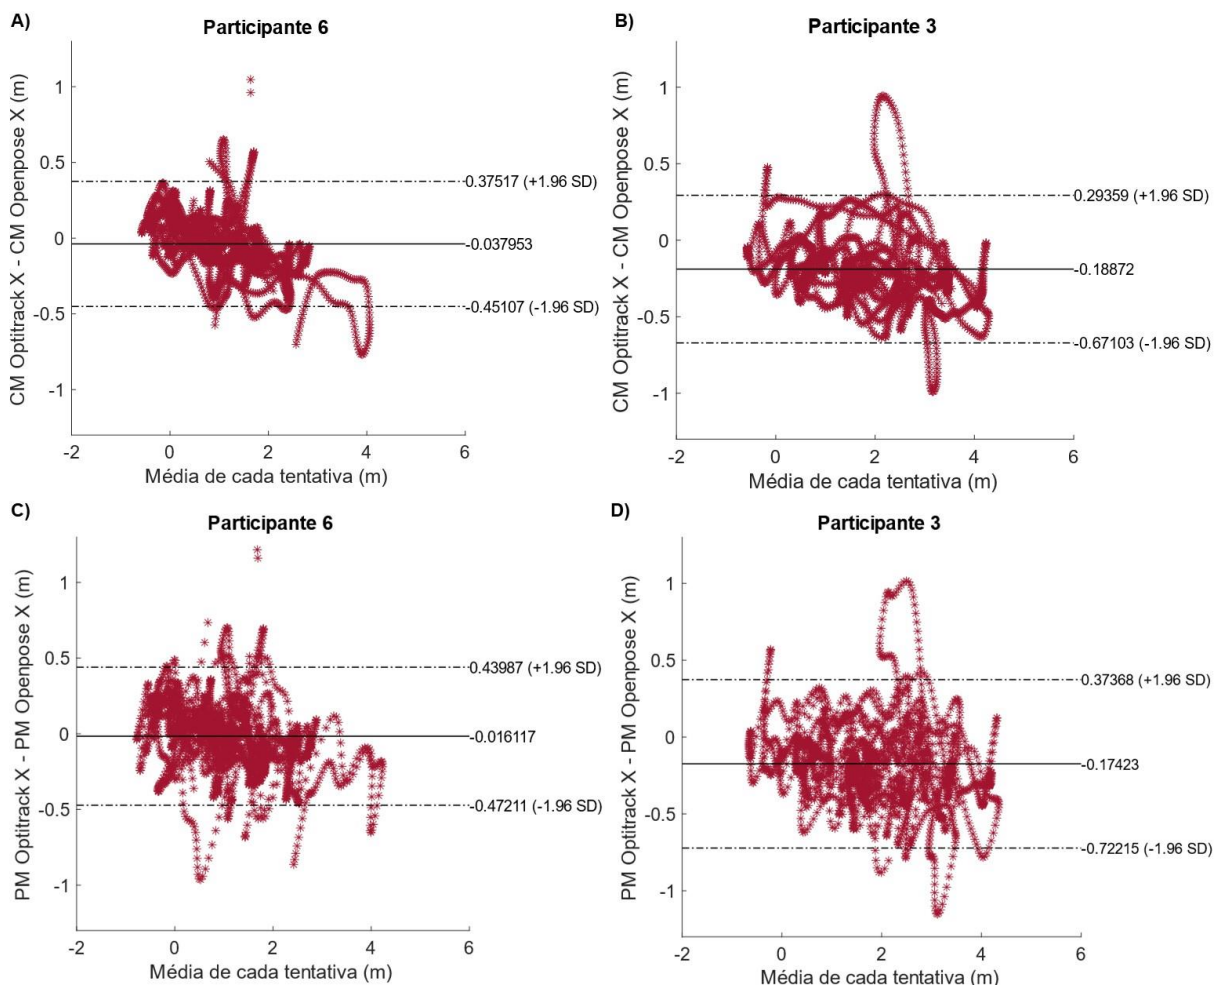 A)
Participante 6
CM Optitrack X - CM Openpose X (m)
1
0.5
0
-0.5
-1
0.37517 (+1.96 SD)
-0.037953
-0.45107 (-1.96 SD)
-2
0
2
4
6
Média de cada tentativa (m)
B)
Participante 3
CM Optitrack X - CM Openpose X (m)
1
0.5
0
-0.5
-1
0.29359 (+1.96 SD)
-0.18872
-0.67103 (-1.96 SD)
-2
0
2
4
6
Média de cada tentativa (m)
C)
Participante 6
PM Optitrack X - PM Openpose X (m)
1
0.5
0
-0.5
-1
0.43987 (+1.96 SD)
-0.016117
-0.47211 (-1.96 SD)
-2
0
2
4
6
Média de cada tentativa (m)
D)
Participante 3
PM Optitrack X - PM Openpose X (m)
1
0.5
0
-0.5
-1
0.37368 (+1.96 SD)
-0.17423
-0.72215 (-1.96 SD)
-2
0
2
4
6
Média de cada tentativa (m)